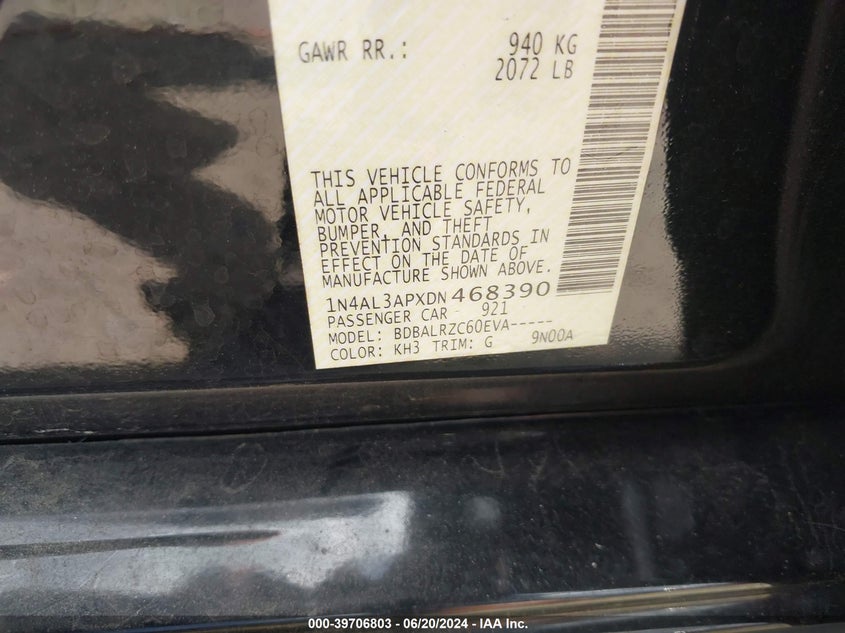 GAWR RR.: 940 KG
2072 LB
THIS VEHICLE CONFORMS TO
ALL APPLICABLE FEDERAL
MOTOR VEHICLE SAFETY,
BUMPER, AND THEFT
PREVENTION STANDARDS IN
EFFECT ON THE DATE OF
MANUFACTURE SHOWN ABOVE.
1N4AL3APXDN468390
PASSENGER CAR 921
MODEL: BDBALRZC60EVA-----
COLOR: KH3 TRIM: G 9N00A
000-39706803 - 06/20/2024 - IAA Inc.